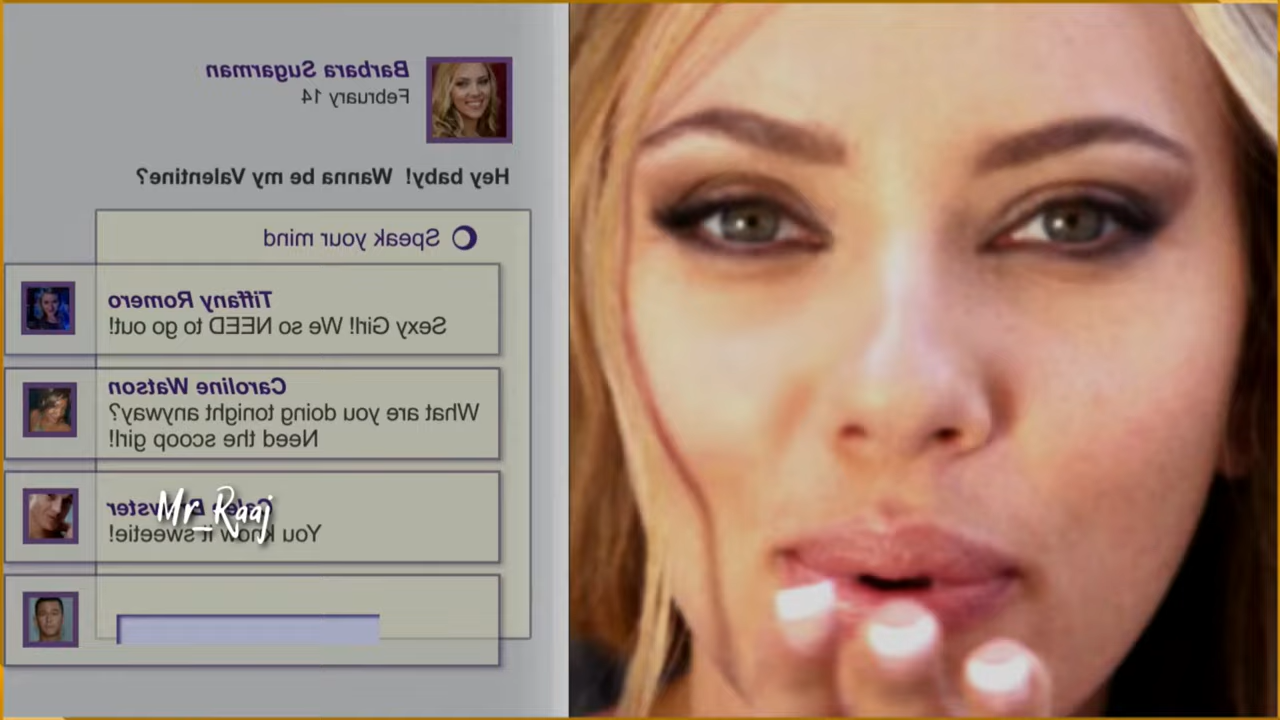 Barbara Sugarman
February 14
Hey baby! Wanna be my Valentine?
Speak your mind
Tiffany Romero
Sexy Girl! We so NEED to go out!
Caroline Watson
What are you doing tonight anyway?
Need the scoop girl!
You know it sweetie!
Mr_Raaj